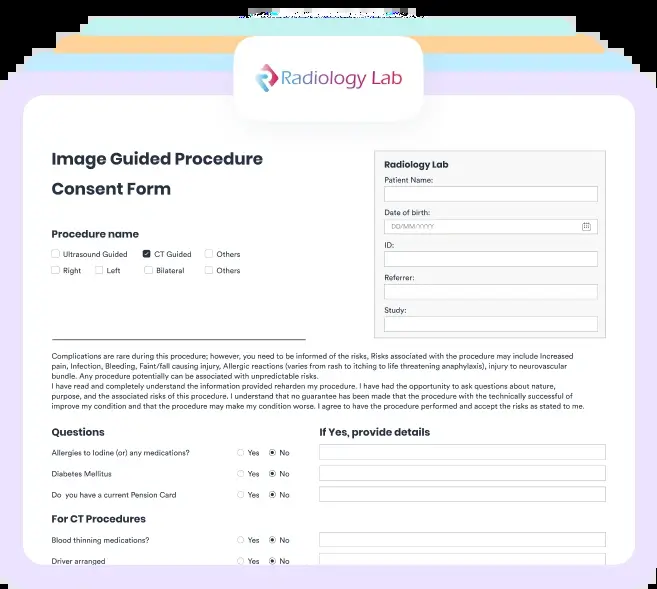 Radiology Lab
Image Guided Procedure
Consent Form
Radiology Lab
Patient Name:
Date of birth:
DD/MM/YYYY
ID:
Referrer:
Study:
Procedure name
Ultrasound Guided CT Guided Others
Right Left Bilateral Others
Complications are rare during this procedure; however, you need to be informed of the risks, Risks associated with the procedure may include Increased
pain, Infection, Bleeding, Faint/fall causing injury, Allergic reactions (varies from rash to itching to life threatening anaphylaxis), injury to neurovascular
bundle. Any procedure potentially can be associated with unpredictable risks.
I have read and completely understand the information provided reharden my procedure. I have had the opportunity to ask questions about nature,
purpose, and the associated risks of this procedure. I understand that no guarantee has been made that the procedure with the technically successful of
improve my condition and that the procedure may make my condition worse. I agree to have the procedure performed and accept the risks as stated to me.
Questions If Yes, provide details
Allergies to Iodine (or) any medications? Yes No
Diabetes Mellitus Yes No
Do you have a current Pension Card Yes No
For CT Procedures
Blood thinning medications? Yes No
Driver arranged Yes No